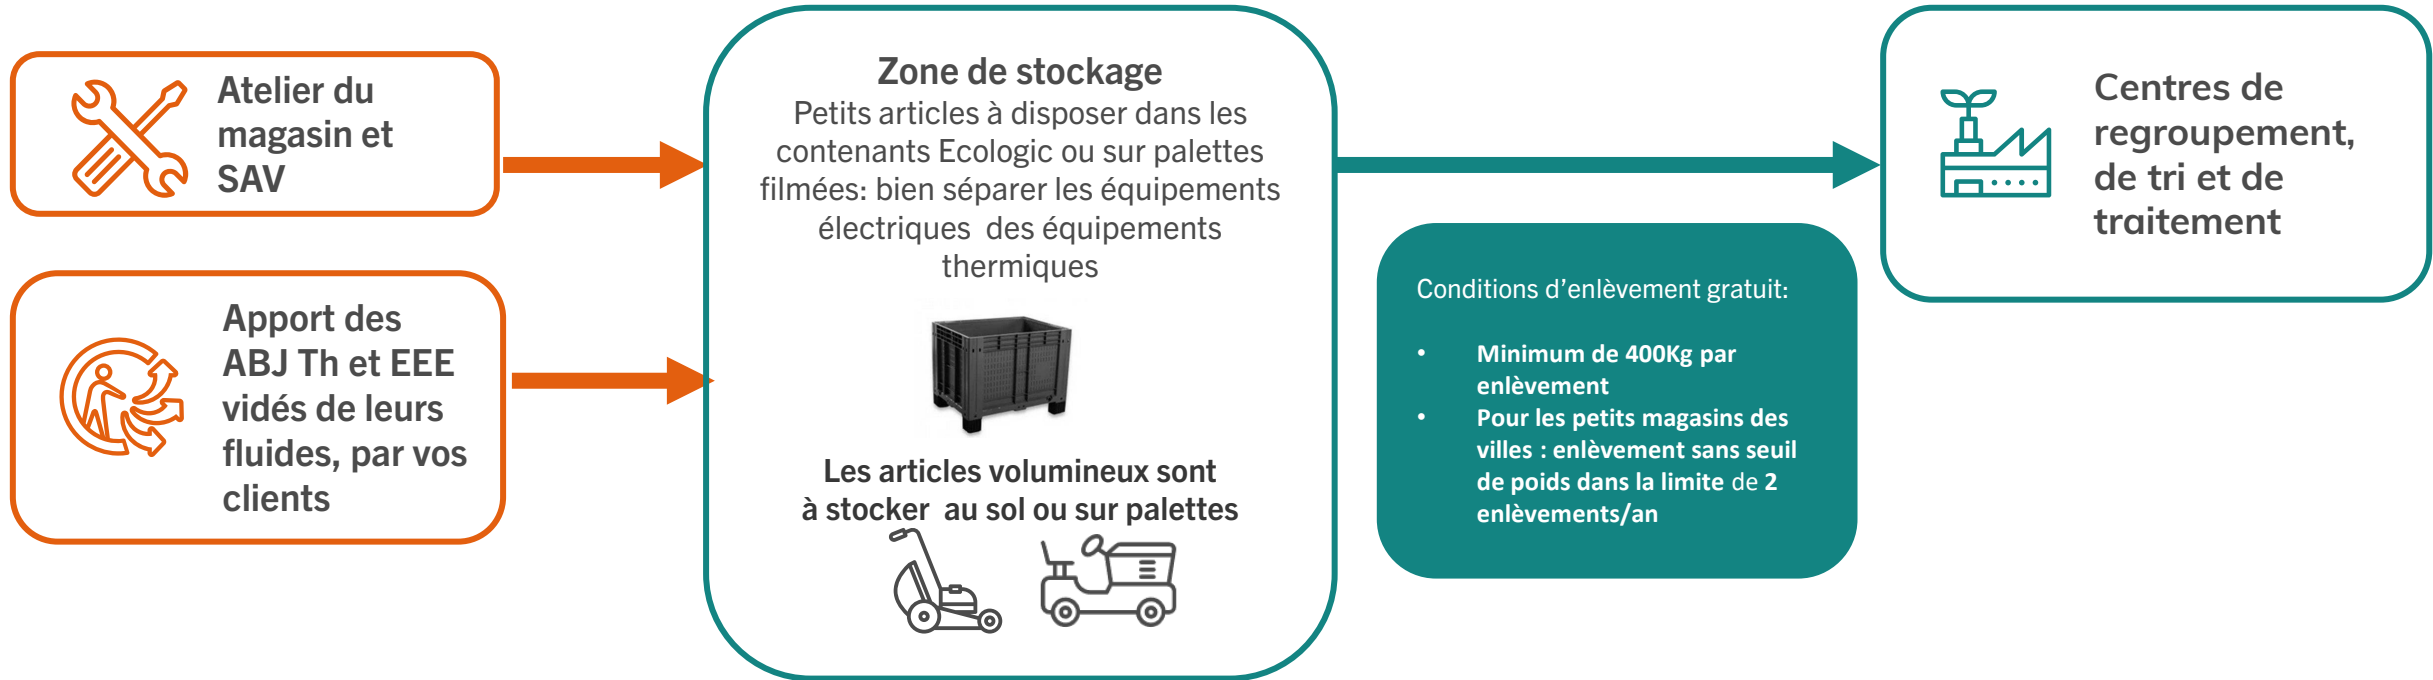 Atelier du
magasin et
SAV
Apport des
ABJ Th et EEE
vidés de leurs
fluides, par vos
clients
Zone de stockage
Petits articles à disposer dans les
contenants Ecologic ou sur palettes
filmées: bien séparer les équipements
électriques  des équipements
thermiques
Les articles volumineux sont
à stocker  au sol ou sur palettes
Conditions d’enlèvement gratuit:
• Minimum de 400Kg par
enlèvement
• Pour les petits magasins des
villes : enlèvement sans seuil
de poids dans la limite de 2
enlèvements/an
Centres de
regroupement,
de tri et de
traitement